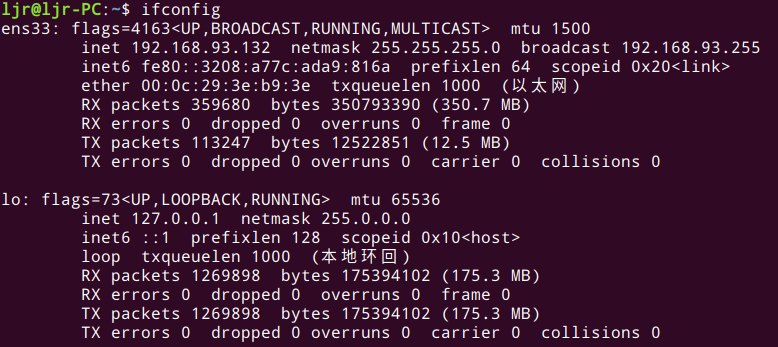 ljr@ljr-PC:~$ ifconfig
ens33: flags=4163<UP,BROADCAST,RUNNING,MULTICAST>  mtu 1500
        inet 192.168.93.132  netmask 255.255.255.0  broadcast 192.168.93.255
        inet6 fe80::3208:a77c:ada9:816a  prefixlen 64  scopeid 0x20<link>
        ether 00:0c:29:3e:b9:3e  txqueuelen 1000  (以太网)
        RX packets 359680  bytes 350793390 (350.7 MB)
        RX errors 0  dropped 0  overruns 0  frame 0
        TX packets 113247  bytes 12522851 (12.5 MB)
        TX errors 0  dropped 0 overruns 0  carrier 0  collisions 0
lo: flags=73<UP,LOOPBACK,RUNNING>  mtu 65536
        inet 127.0.0.1  netmask 255.0.0.0
        inet6 ::1  prefixlen 128  scopeid 0x10<host>
        loop  txqueuelen 1000  (本地环回)
        RX packets 1269898  bytes 175394102 (175.3 MB)
        RX errors 0  dropped 0  overruns 0  frame 0
        TX packets 1269898  bytes 175394102 (175.3 MB)
        TX errors 0  dropped 0 overruns 0  carrier 0  collisions 0